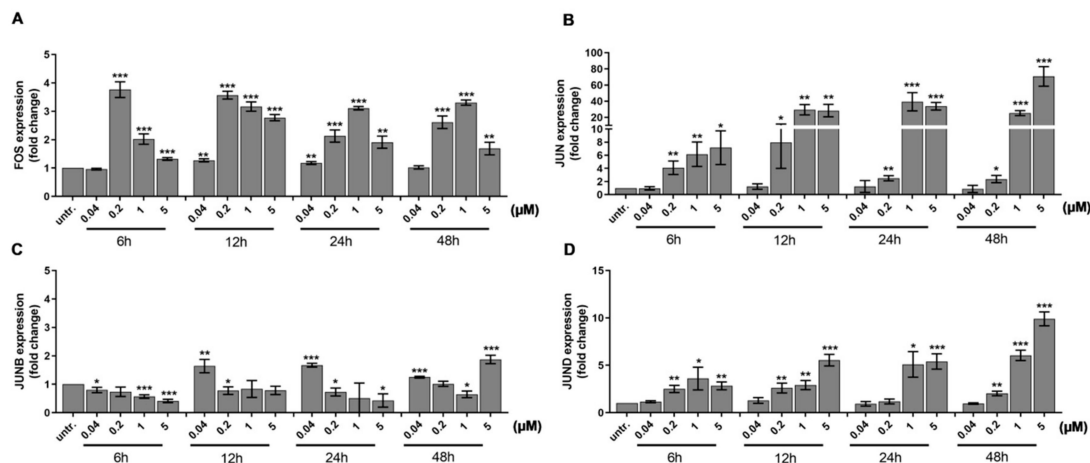 A
FOS expression
(fold change)
5
4
3
2
1
0
*** *** *** ** *** *** *** ** *** *** ** *** *** **
untr. 0.04 0.2 1 5 0.04 0.2 1 5 0.04 0.2 1 5 0.04 0.2 1 5 (µM)
6h 12h 24h 48h
B
JUN expression
(fold change)
100
80
60
40
20
10
8
6
4
2
0
** ** * * ** ** ** *** *** * *** ***
untr. 0.04 0.2 1 5 0.04 0.2 1 5 0.04 0.2 1 5 0.04 0.2 1 5 (µM)
6h 12h 24h 48h
C
JUNB expression
(fold change)
5
4
3
2
1
0
* *** *** ** * *** * * *** * ***
untr. 0.04 0.2 1 5 0.04 0.2 1 5 0.04 0.2 1 5 0.04 0.2 1 5 (µM)
6h 12h 24h 48h
D
JUND expression
(fold change)
15
10
5
0
** * ** ** ** *** * *** ** *** ***
untr. 0.04 0.2 1 5 0.04 0.2 1 5 0.04 0.2 1 5 0.04 0.2 1 5 (µM)
6h 12h 24h 48h